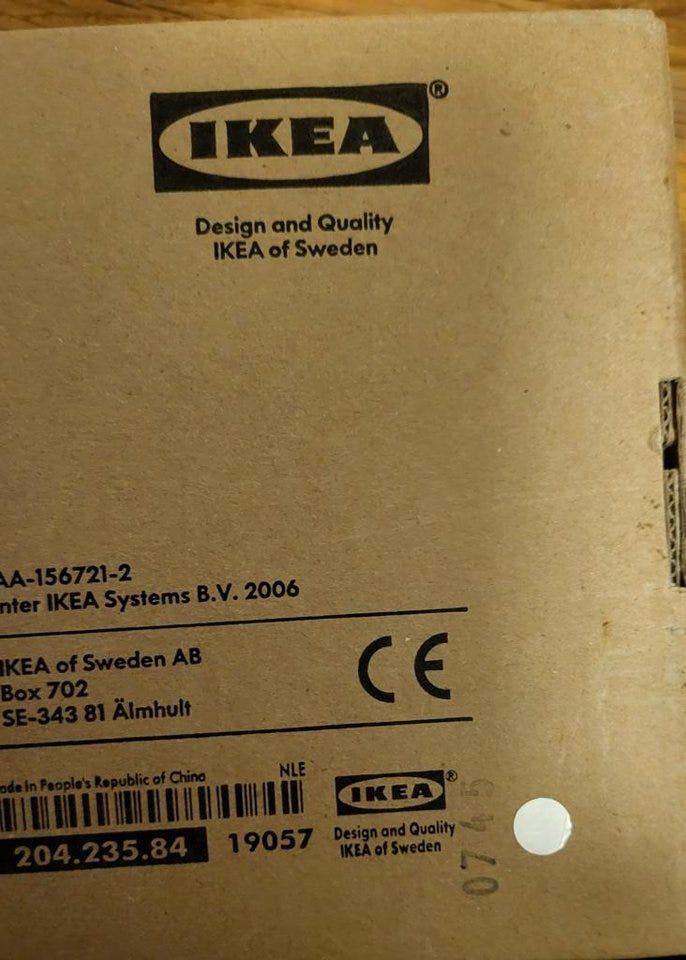 IKEA®
Design and Quality
IKEA of Sweden
AA-156721-2
nter IKEA Systems B.V. 2006
IKEA of Sweden AB
Box 702
SE-343 81 Älmhult
CE
ade in People's Republic of China
NLE
204.235.84
19057
IKEA®
Design and Quality
IKEA of Sweden
0745